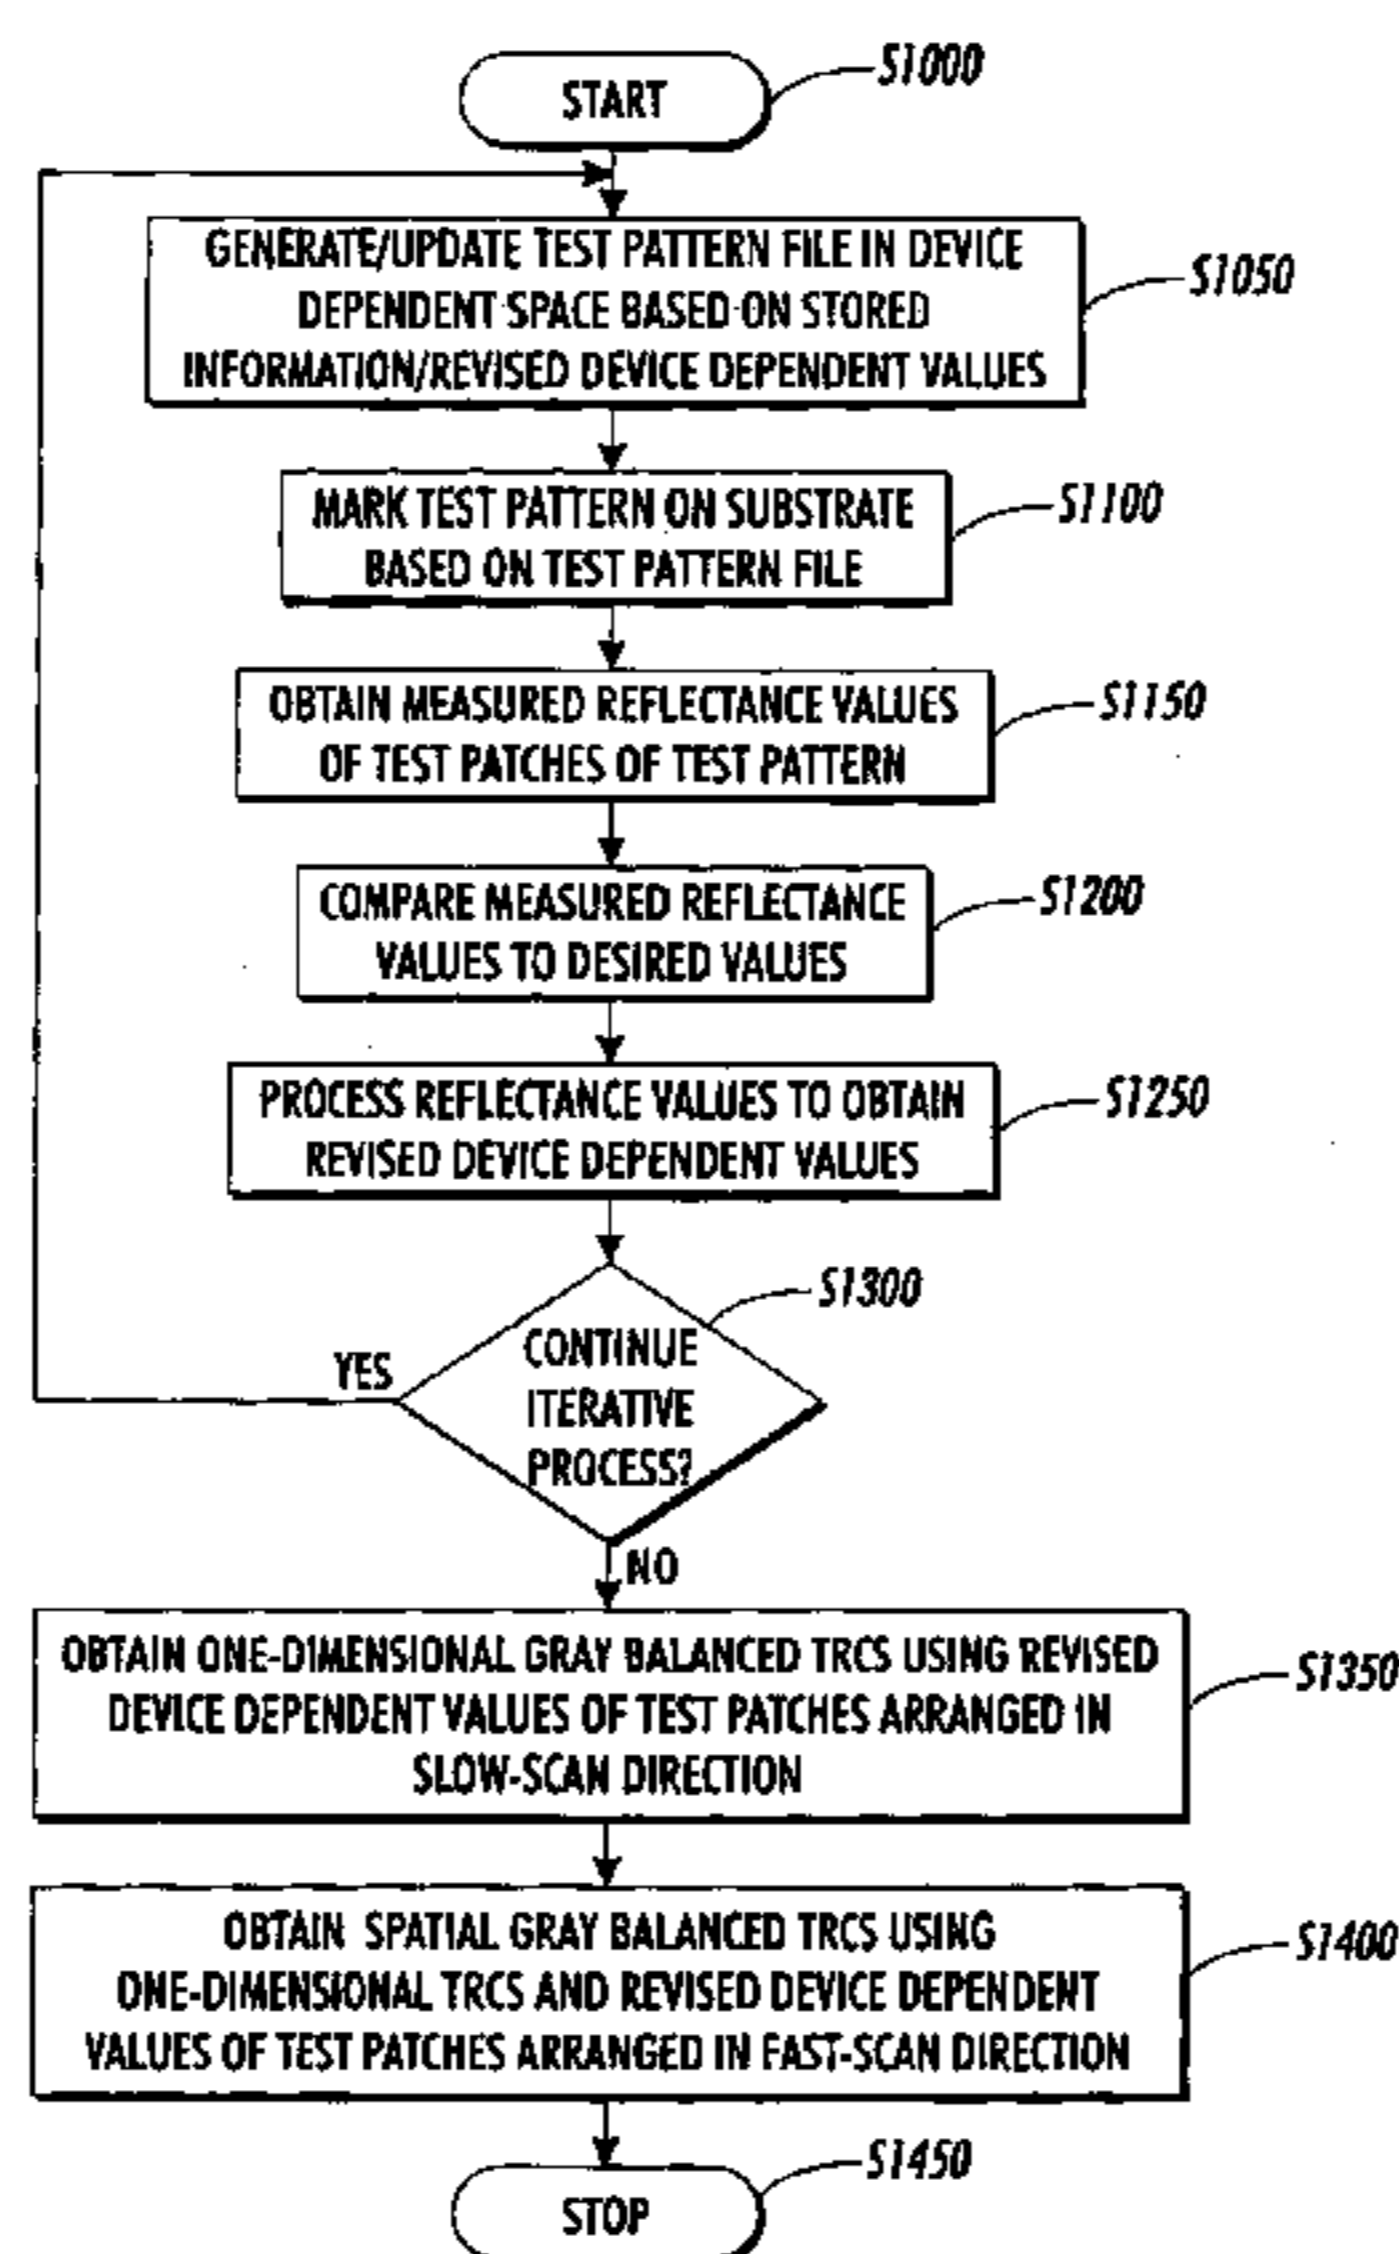 START
S1000
GENERATE/UPDATE TEST PATTERN FILE IN DEVICE
DEPENDENT SPACE BASED ON STORED
INFORMATION/REVISED DEVICE DEPENDENT VALUES
S1050
MARK TEST PATTERN ON SUBSTRATE
BASED ON TEST PATTERN FILE
S1100
OBTAIN MEASURED REFLECTANCE VALUES
OF TEST PATCHES OF TEST PATTERN
S1150
COMPARE MEASURED REFLECTANCE
VALUES TO DESIRED VALUES
S1200
PROCESS REFLECTANCE VALUES TO OBTAIN
REVISED DEVICE DEPENDENT VALUES
S1250
CONTINUE
ITERATIVE
PROCESS?
S1300
YES
NO
OBTAIN ONE-DIMENSIONAL GRAY BALANCED TRCS USING REVISED
DEVICE DEPENDENT VALUES OF TEST PATCHES ARRANGED IN
SLOW-SCAN DIRECTION
S1350
OBTAIN SPATIAL GRAY BALANCED TRCS USING
ONE-DIMENSIONAL TRCS AND REVISED DEVICE DEPENDENT
VALUES OF TEST PATCHES ARRANGED IN FAST-SCAN DIRECTION
S1400
STOP
S1450